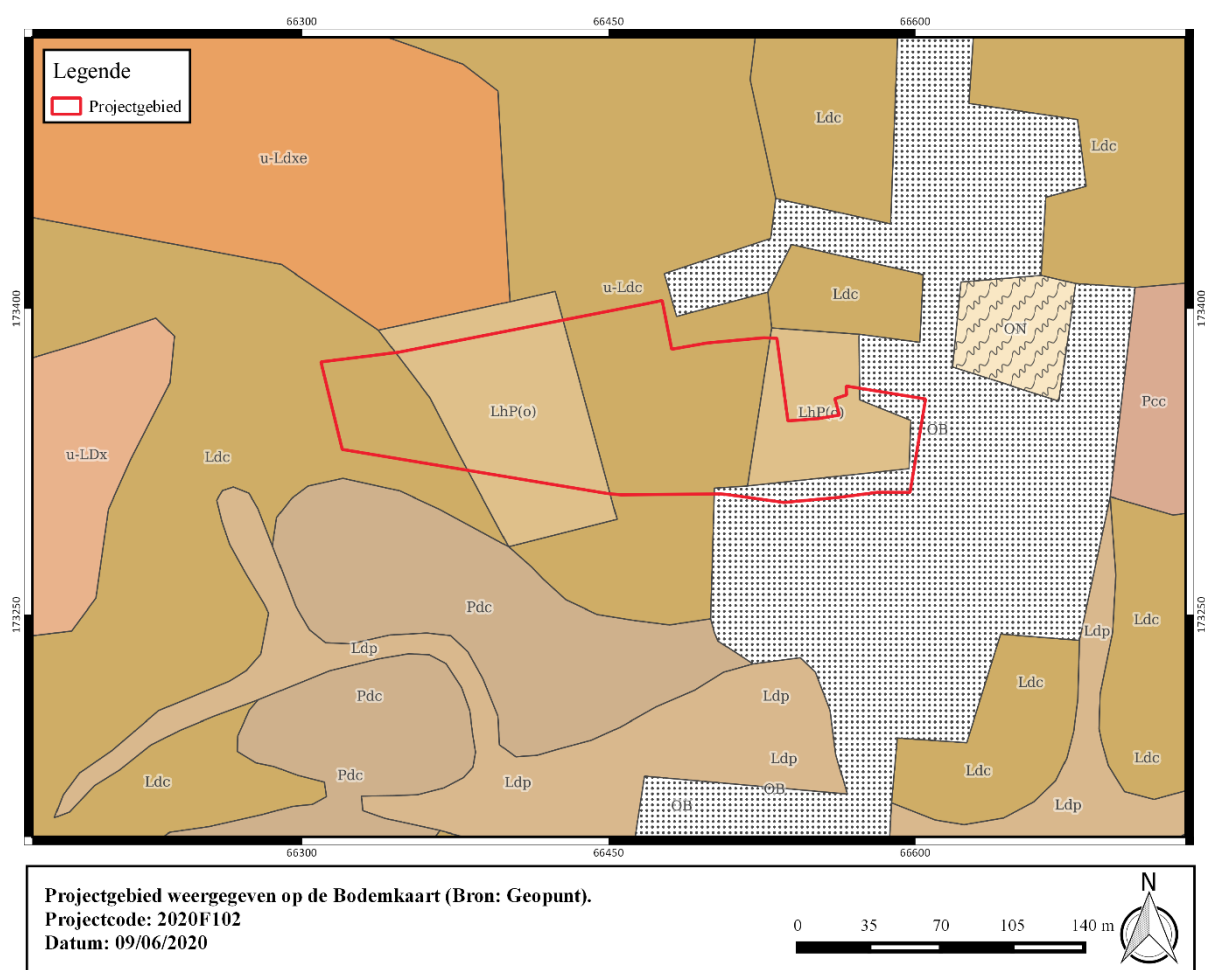 66300 66450 66600
Legende
Projectgebied
Ldc
Ldc
u-Ldxe
u-Ldc
Ldc
173400
173400
ON
Pcc
LhP(o)
LhP(o)
OB
u-LDx
Ldc
Pdc
173250
173250
Ldc
Ldp
Ldp
Ldc
Pdc
Ldp
Ldp
Ldc
Ldc
Pdc
Ldc
Ldp
OB
OB
Ldp
66300 66450 66600
Projectgebied weergegeven op de Bodemkaart (Bron: Geopunt).
Projectcode: 2020F102
Datum: 09/06/2020
0 35 70 105 140 m
N